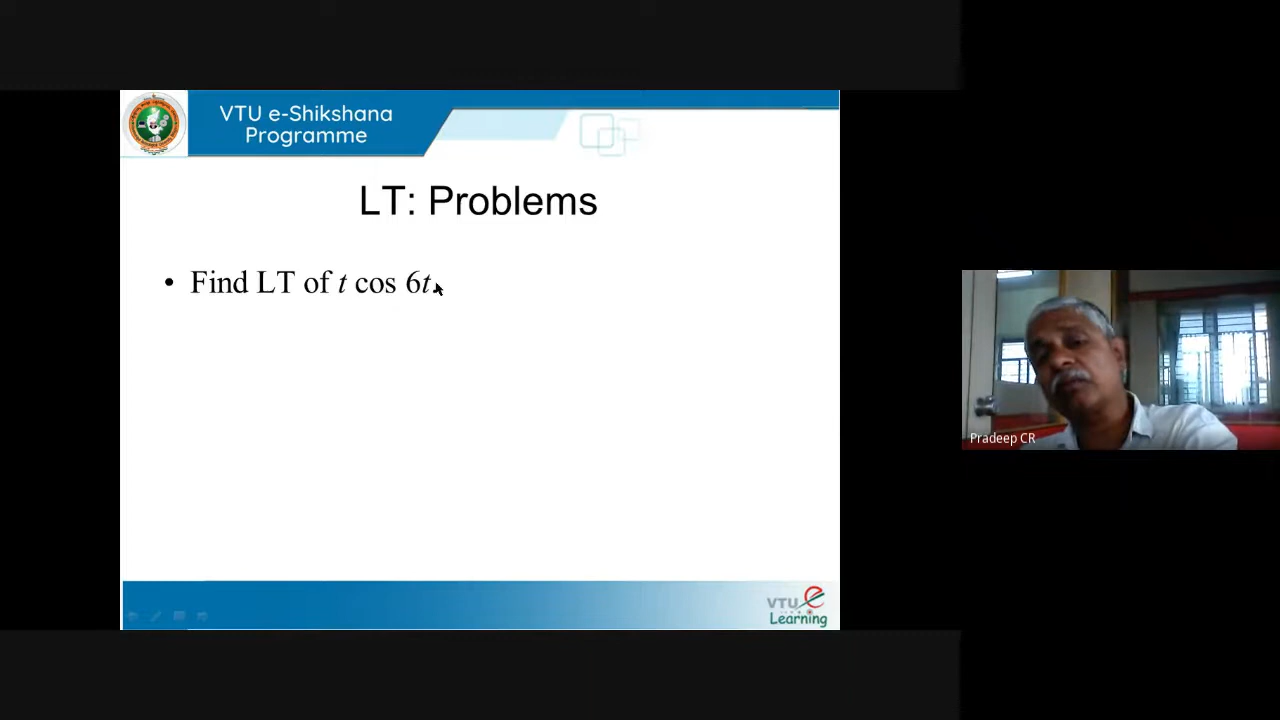 VTU e-Shikshana
Programme
LT: Problems
• Find LT of t cos 6t.
Pradeep CR
VTU e
Learning